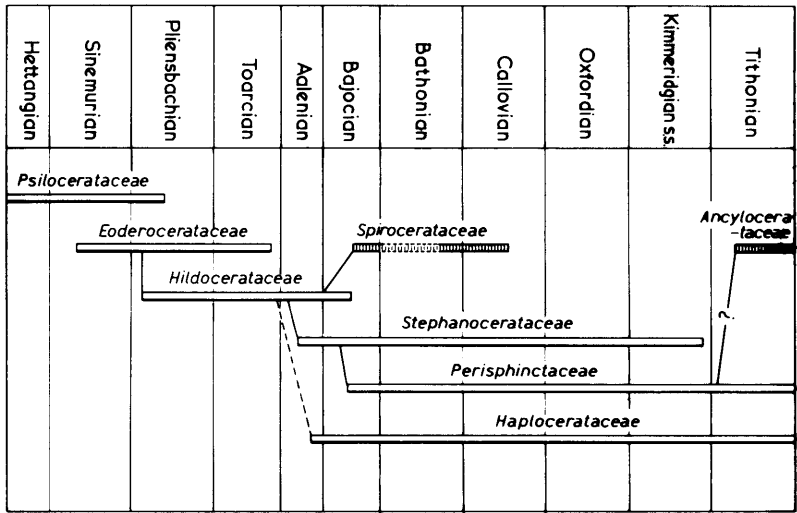 Hettangian
Sinemurian
Pliensbachian
Toarcian
Aalenian
Bajocian
Bathonian
Callovian
Oxfordian
Kimmeridgian s.s.
Tithonian
Psilocerataceae
Eoderocerataceae
Spirocerataceae
Ancylocera
-taceae
Hildocerataceae
Stephanocerataceae
?
Perisphinctaceae
Haplocerataceae